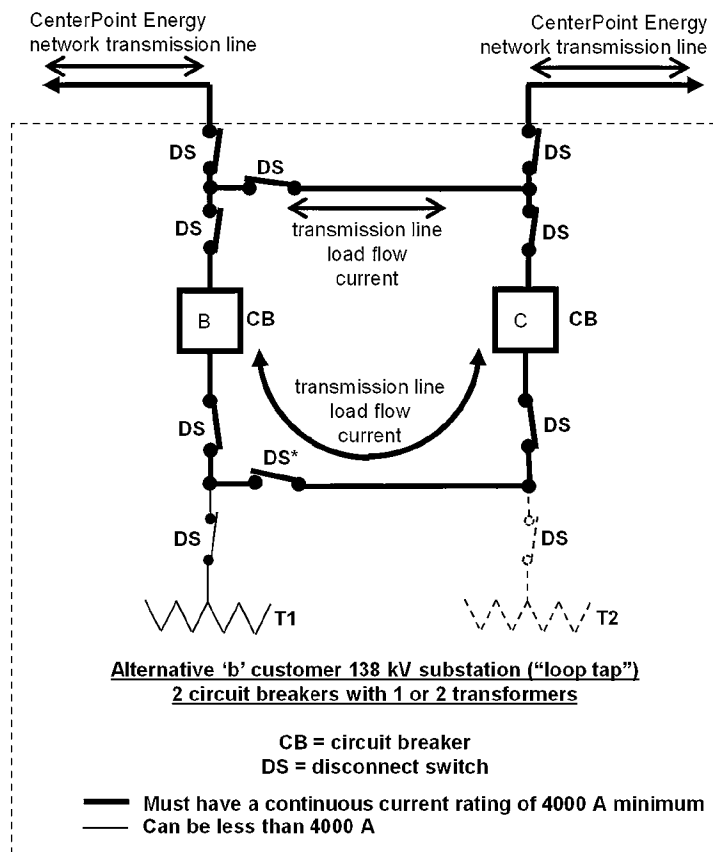 CenterPoint Energy
network transmission line
CenterPoint Energy
network transmission line
DS
DS
DS
DS
DS
transmission line
load flow
current
B
CB
C
CB
transmission line
load flow
current
DS
DS
DS*
DS
DS
T1
T2
Alternative ‘b’ customer 138 kV substation (“loop tap”)
2 circuit breakers with 1 or 2 transformers
CB = circuit breaker
DS = disconnect switch
Must have a continuous current rating of 4000 A minimum
Can be less than 4000 A